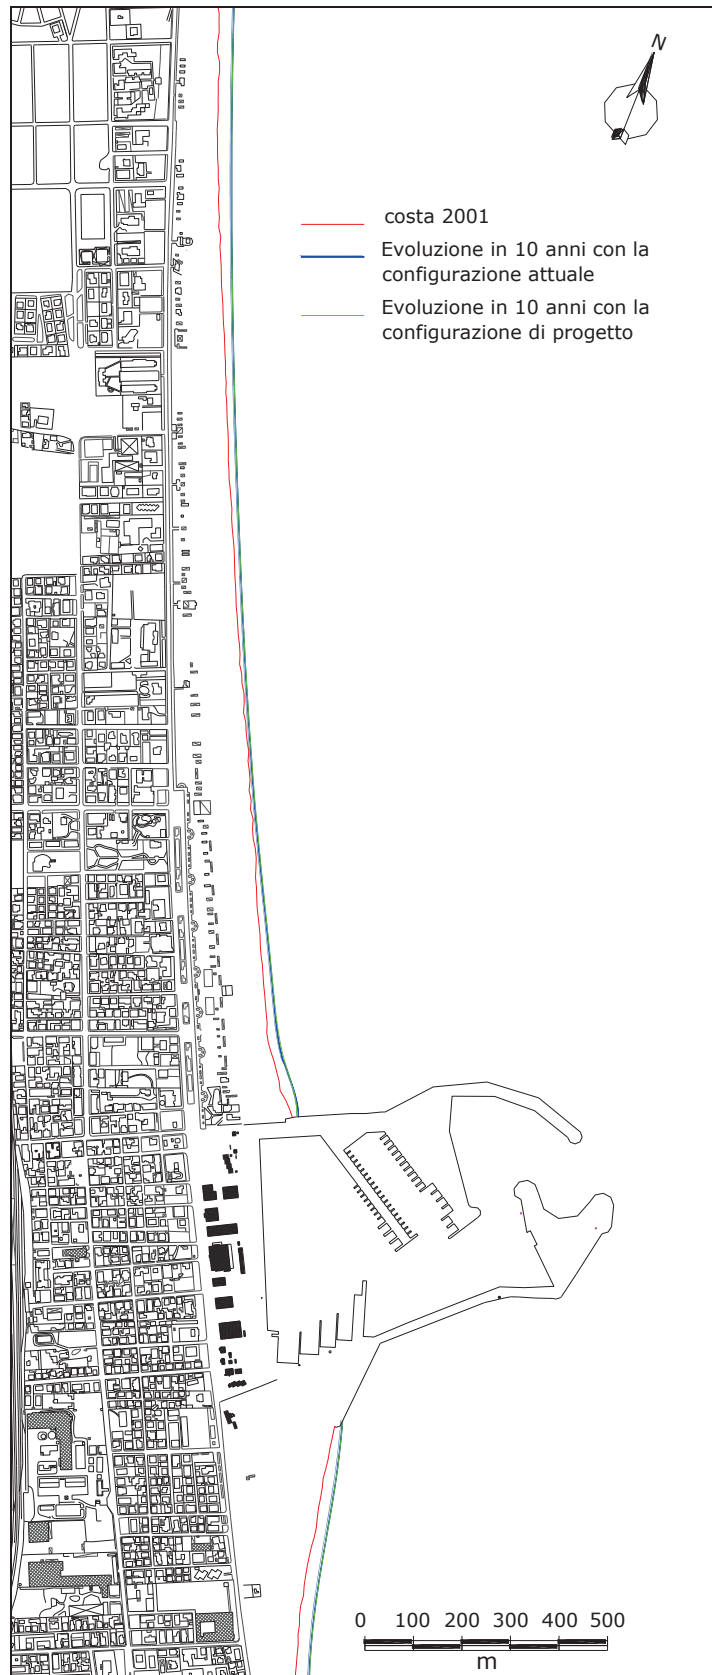 N
costa 2001
Evoluzione in 10 anni con la
configurazione attuale
Evoluzione in 10 anni con la
configurazione di progetto
0 100 200 300 400 500
m